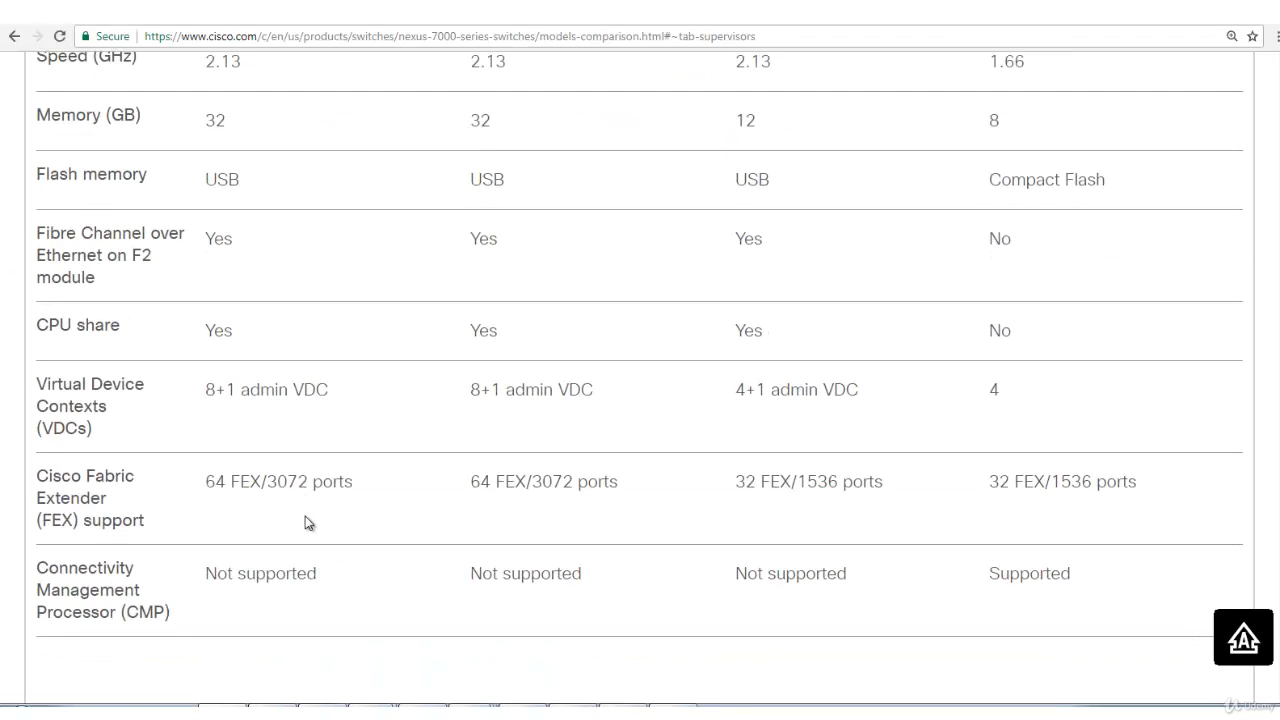 Secure https://www.cisco.com/c/en/us/products/switches/nexus-7000-series-switches/models-comparison.html#~tab-supervisors
Speed (GHz) 2.13 2.13 2.13 1.66
Memory (GB) 32 32 12 8
Flash memory USB USB USB Compact Flash
Fibre Channel over Yes Yes Yes No
Ethernet on F2
module
CPU share Yes Yes Yes No
Virtual Device 8+1 admin VDC 8+1 admin VDC 4+1 admin VDC 4
Contexts
(VDCs)
Cisco Fabric 64 FEX/3072 ports 64 FEX/3072 ports 32 FEX/1536 ports 32 FEX/1536 ports
Extender
(FEX) support
Connectivity Not supported Not supported Not supported Supported
Management
Processor (CMP)
A
Udemy